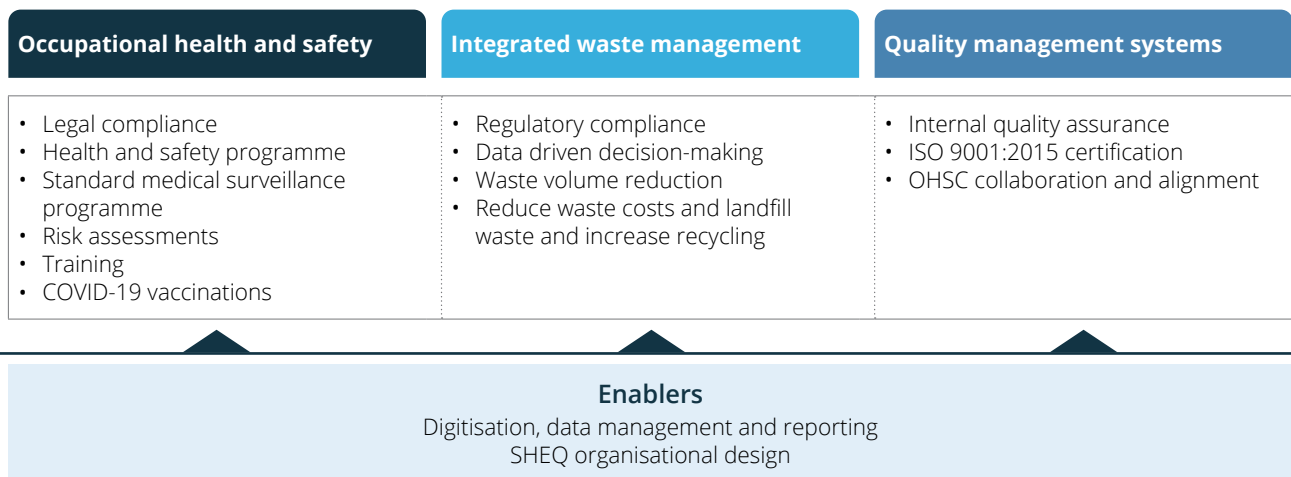 Occupational health and safety
• Legal compliance
• Health and safety programme
• Standard medical surveillance
programme
• Risk assessments
• Training
• COVID-19 vaccinations
Integrated waste management
• Regulatory compliance
• Data driven decision-making
• Waste volume reduction
• Reduce waste costs and landfill
waste and increase recycling
Quality management systems
• Internal quality assurance
• ISO 9001:2015 certification
• OHSC collaboration and alignment
Enablers
Digitisation, data management and reporting
SHEQ organisational design